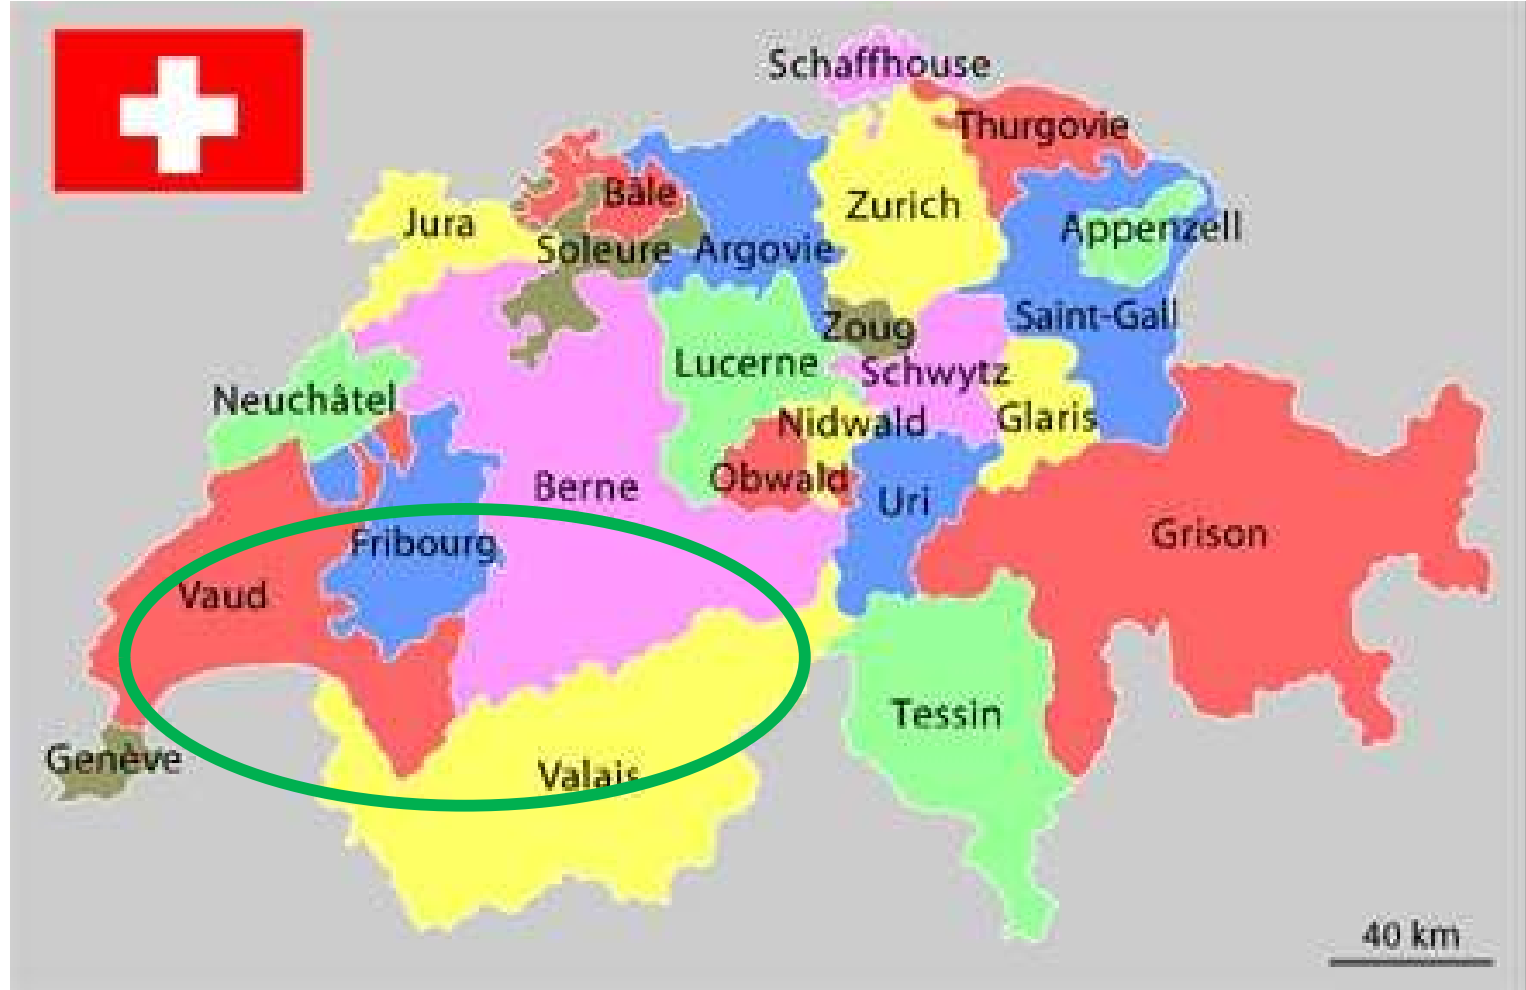 Schaffhouse
Thurgovie
Bâle
Zurich
Jura
Appenzell
Soleure
Argovie
Saint-Gall
Zoug
Lucerne
Schwytz
Neuchâtel
Nidwald
Glaris
Obwald
Berne
Uri
Grison
Fribourg
Vaud
Tessin
Genève
Valais
40 km